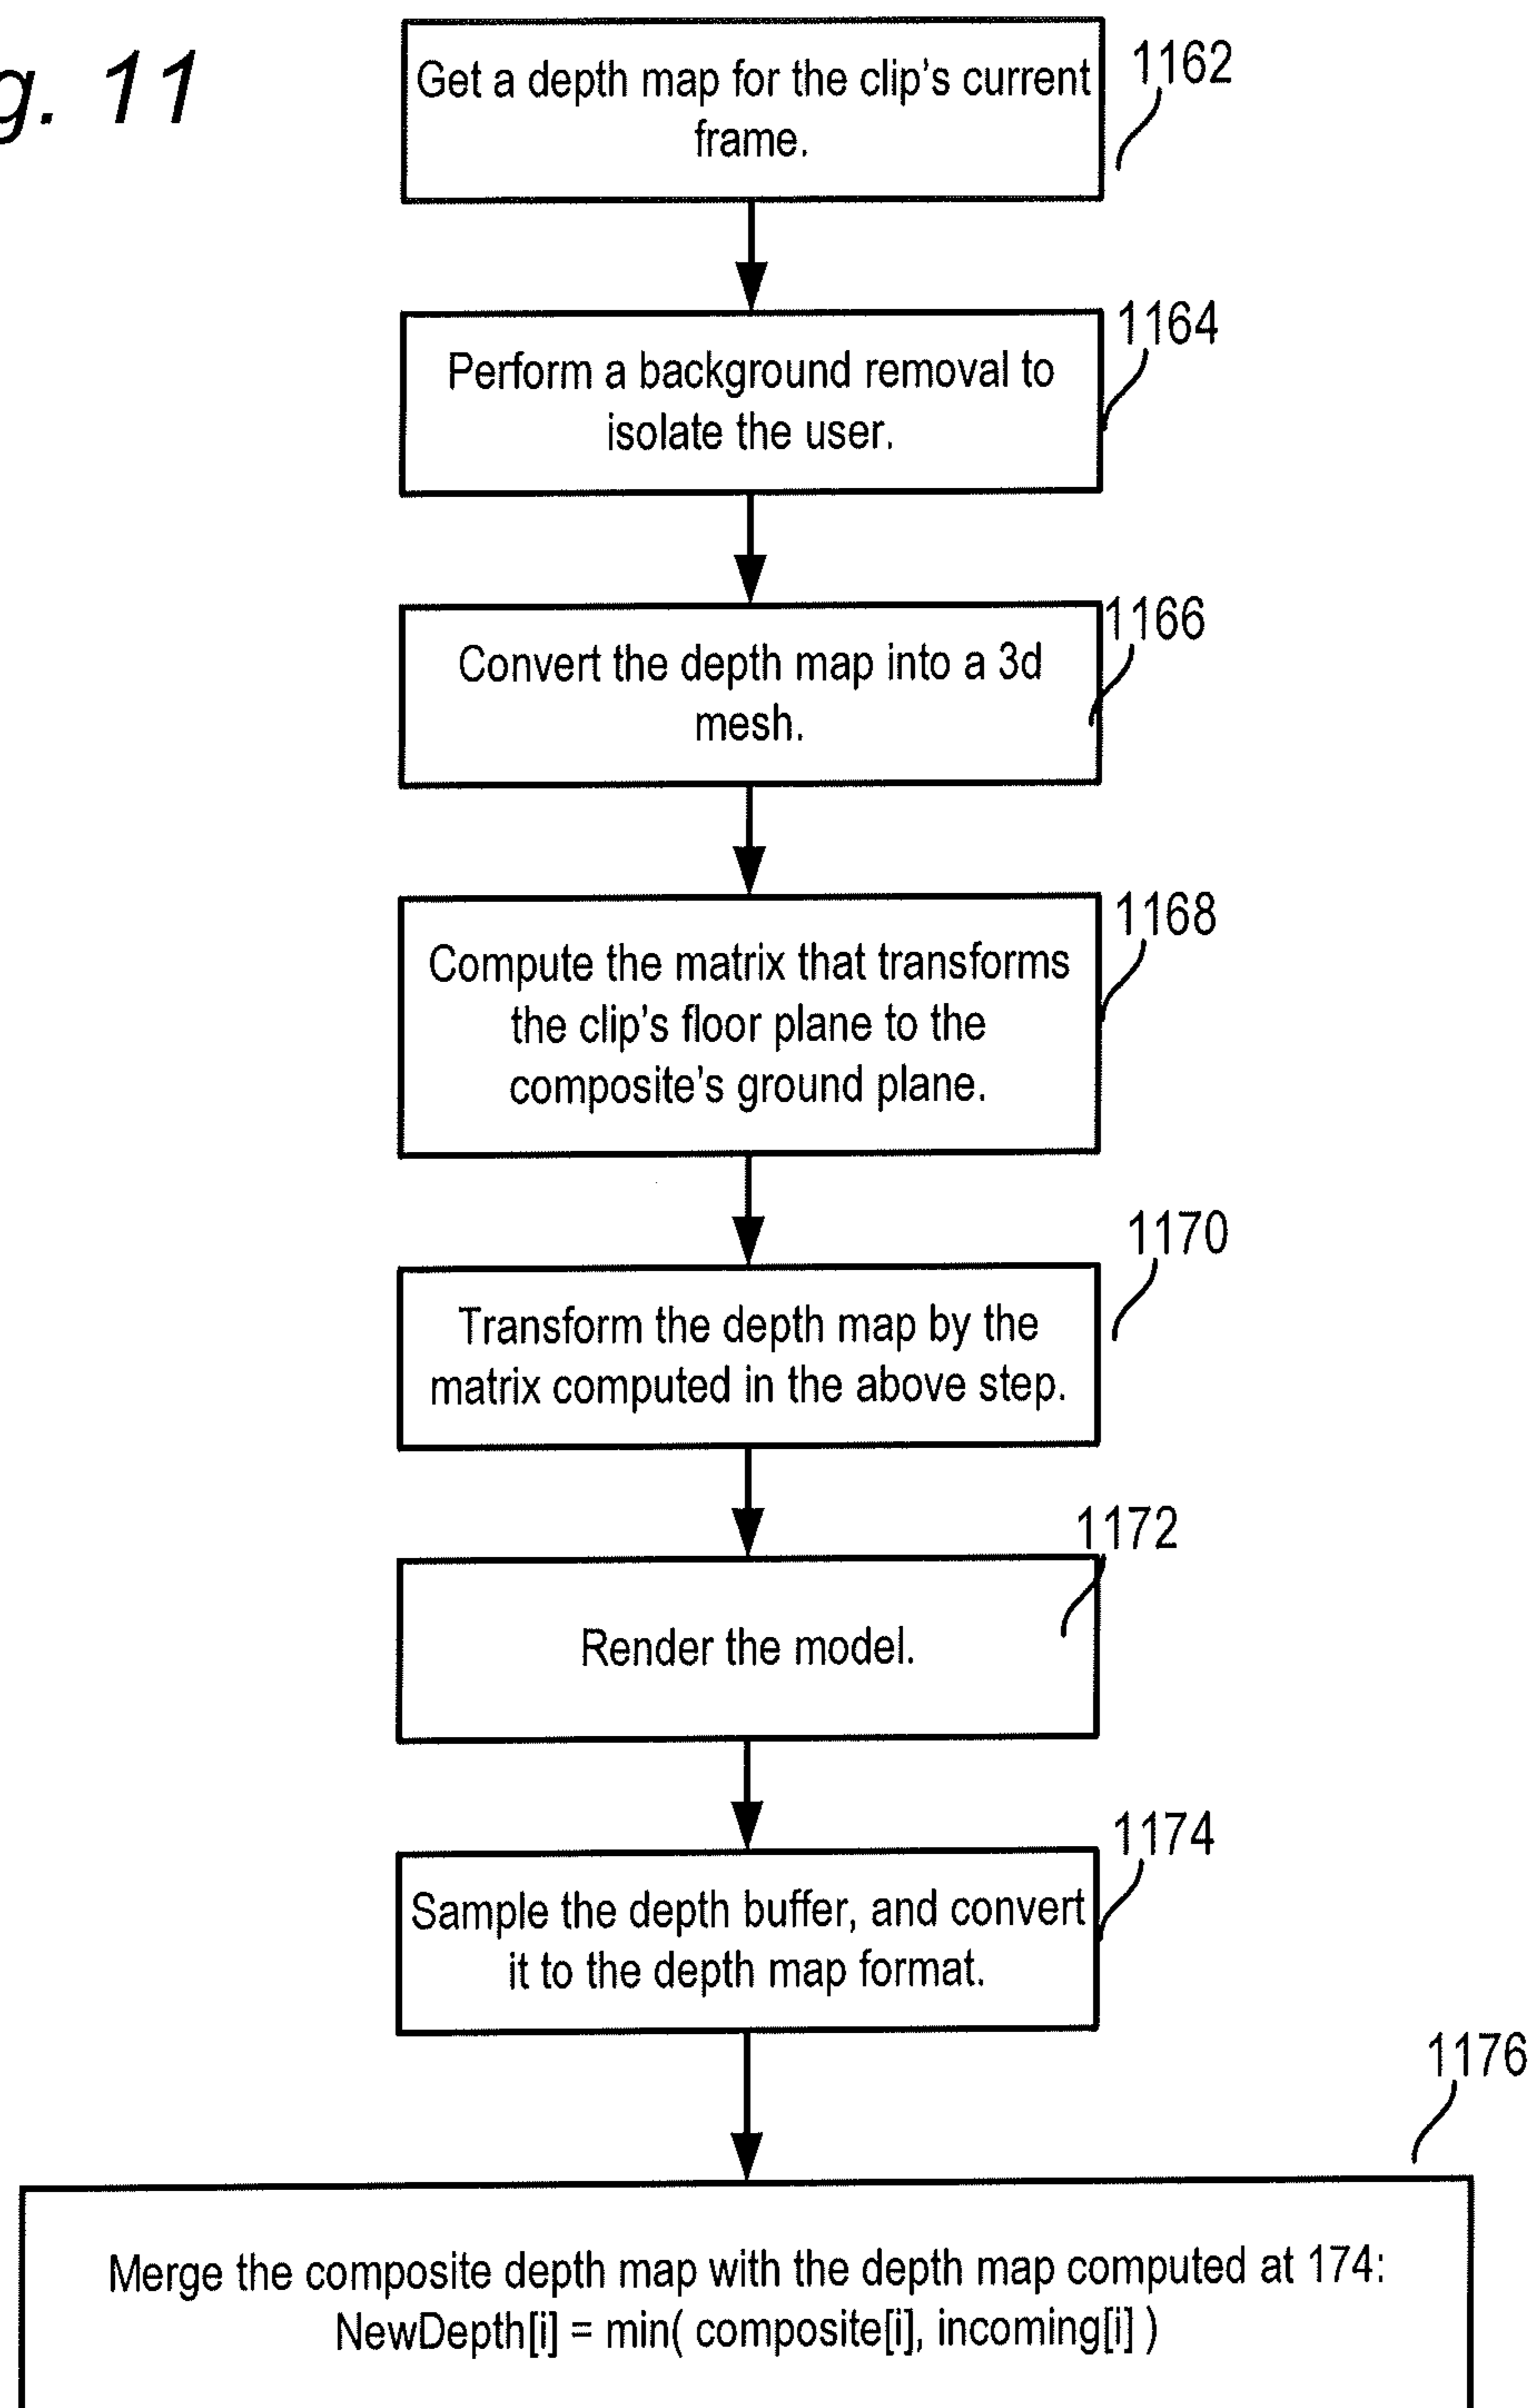 g. 11
Get a depth map for the clip's current
frame.
1162
Perform a background removal to
isolate the user.
1164
Convert the depth map into a 3d
mesh.
1166
Compute the matrix that transforms
the clip's floor plane to the
composite's ground plane.
1168
Transform the depth map by the
matrix computed in the above step.
1170
Render the model.
1172
Sample the depth buffer, and convert
it to the depth map format.
1174
Merge the composite depth map with the depth map computed at 174:
NewDepth[i] = min( composite[i], incoming[i] )
1176